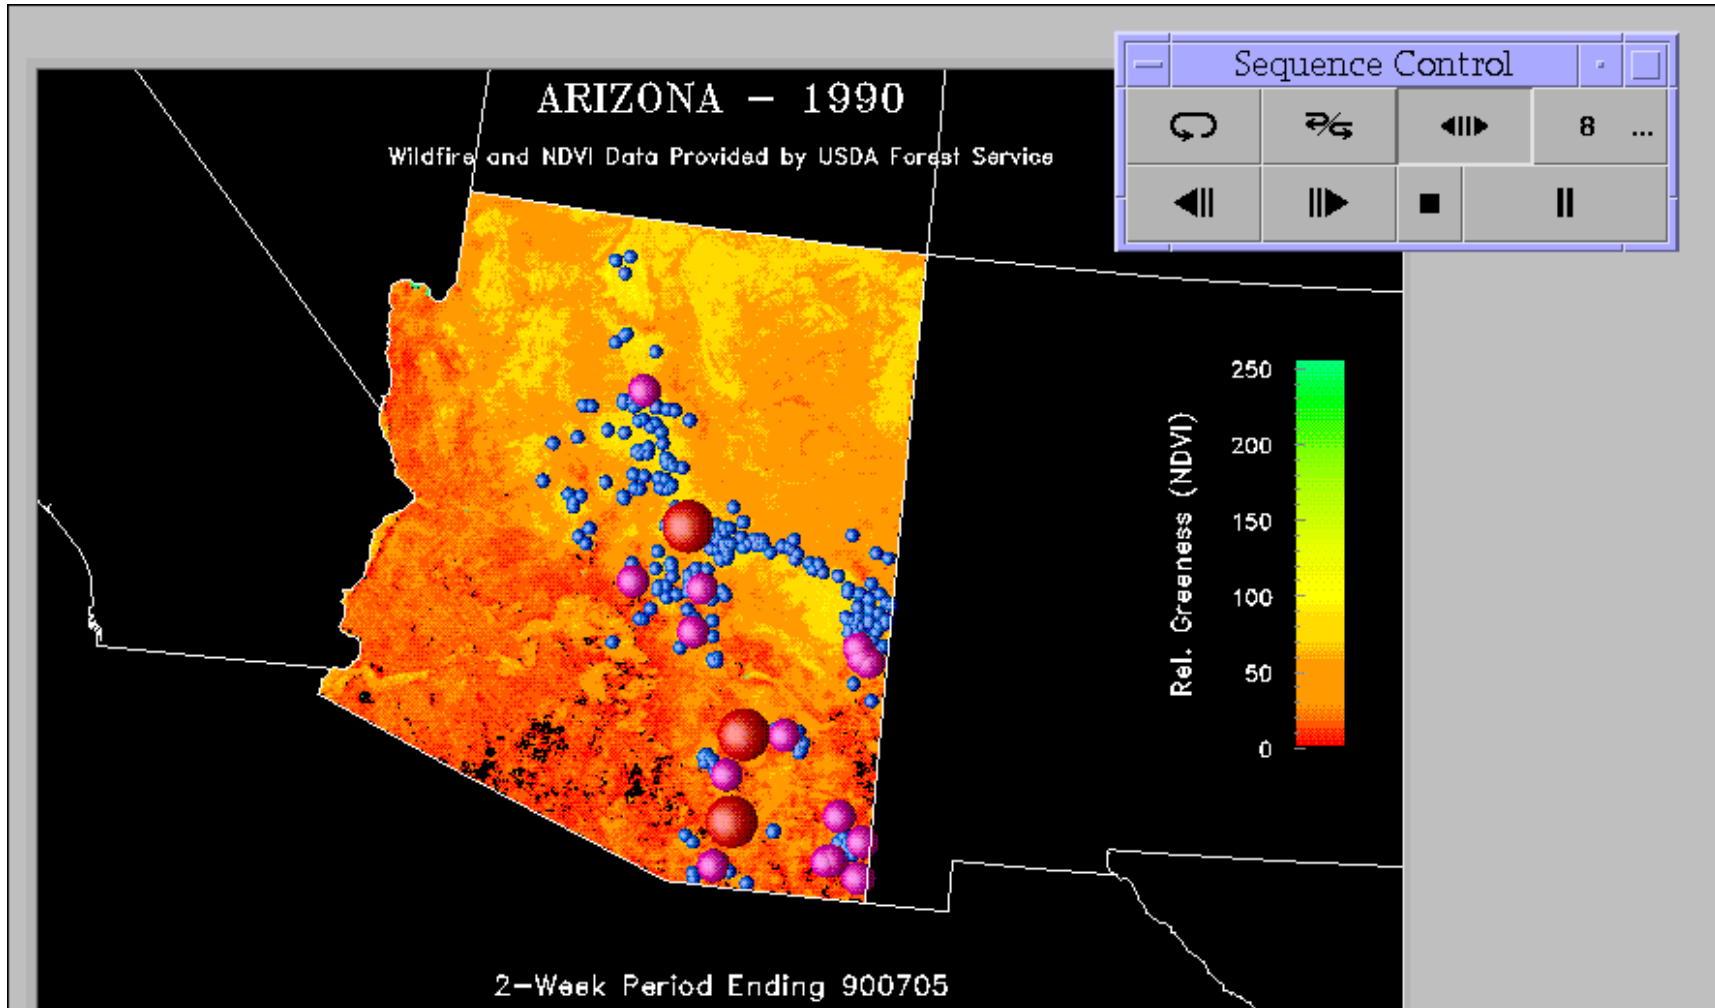 Sequence Control
8 ...
ARIZONA - 1990
Wildfire and NDVI Data Provided by USDA Forest Service
Rel. Greenness (NDVI)
250
200
150
100
50
0
2-Week Period Ending 900705